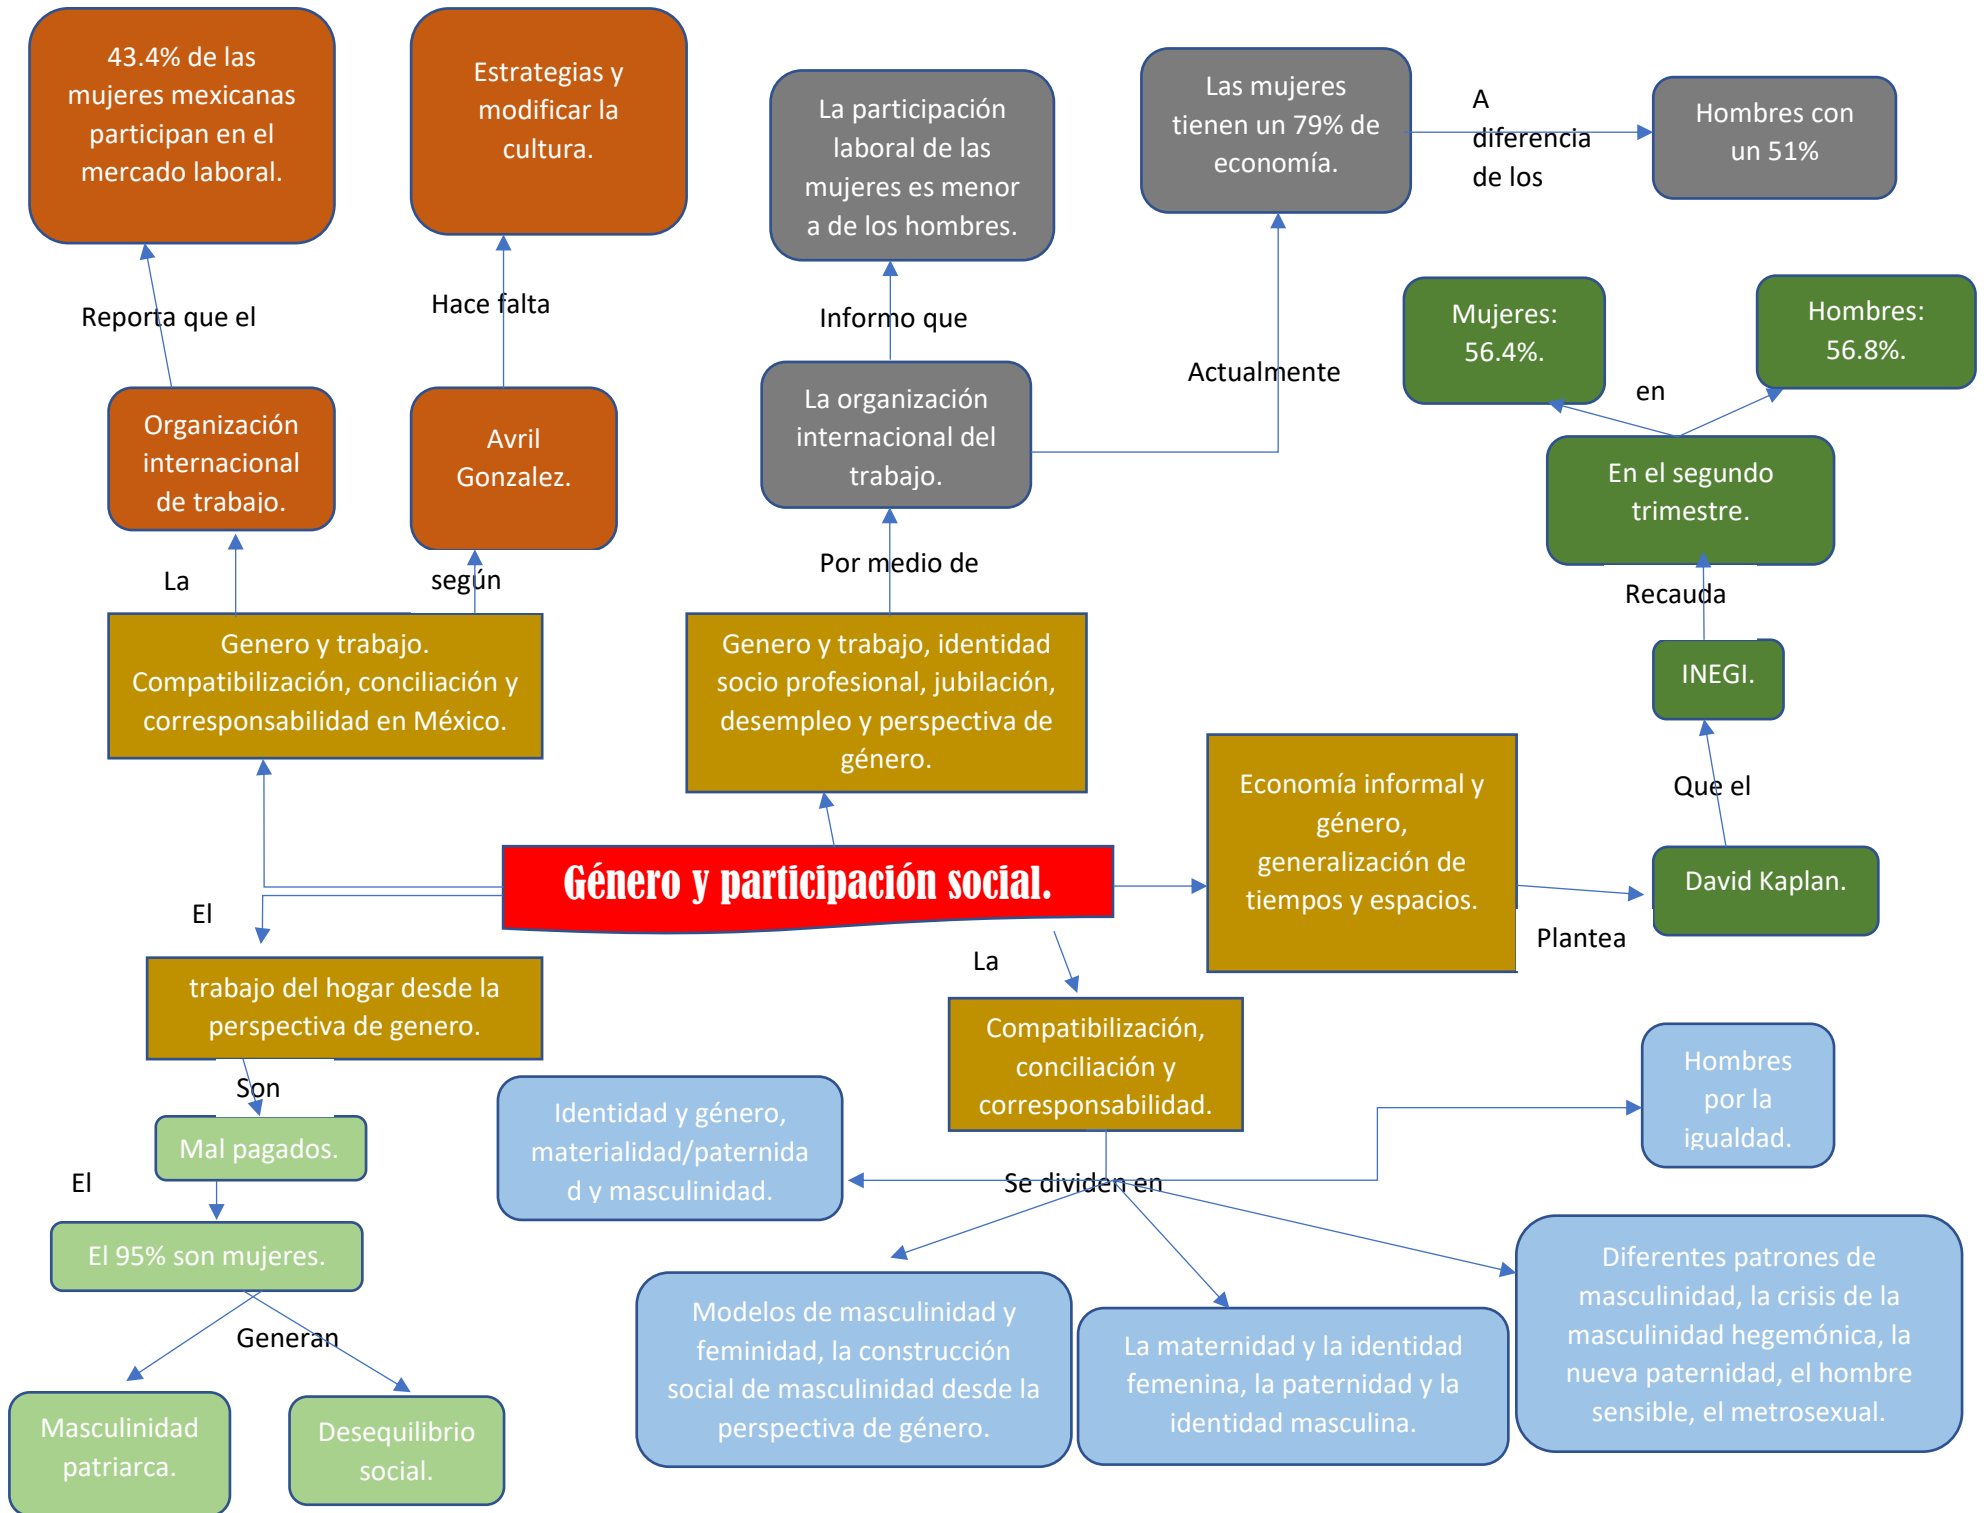 43.4% de las
mujeres mexicanas
participan en el
mercado laboral.
Estrategias y
modificar la
cultura.
La participación
laboral de las
mujeres es menor
a de los hombres.
Las mujeres
tienen un 79% de
economía.
A
diferencia
de los
Hombres con
un 51%
Reporta que el
Hace falta
Informo que
Actualmente
Mujeres:
56.4%.
Hombres:
56.8%.
en
Organización
internacional
de trabajo.
Avril
Gonzalez.
La organización
internacional del
trabajo.
En el segundo
trimestre.
La
según
Por medio de
Recauda
Genero y trabajo.
Compatibilización, conciliación y
corresponsabilidad en México.
Genero y trabajo, identidad
socio profesional, jubilación,
desempleo y perspectiva de
género.
INEGI.
Que el
Economía informal y
género,
generalización de
tiempos y espacios.
Género y participación social.
David Kaplan.
Plantea
El
La
trabajo del hogar desde la
perspectiva de genero.
Compatibilización,
conciliación y
corresponsabilidad.
Son
Mal pagados.
Identidad y género,
materialidad/paternida
d y masculinidad.
Hombres
por la
igualdad.
Se dividen en
El
El 95% son mujeres.
Generan
Masculinidad
patriarca.
Desequilibrio
social.
Modelos de masculinidad y
feminidad, la construcción
social de masculinidad desde la
perspectiva de género.
La maternidad y la identidad
femenina, la paternidad y la
identidad masculina.
Diferentes patrones de
masculinidad, la crisis de la
masculinidad hegemónica, la
nueva paternidad, el hombre
sensible, el metrosexual.